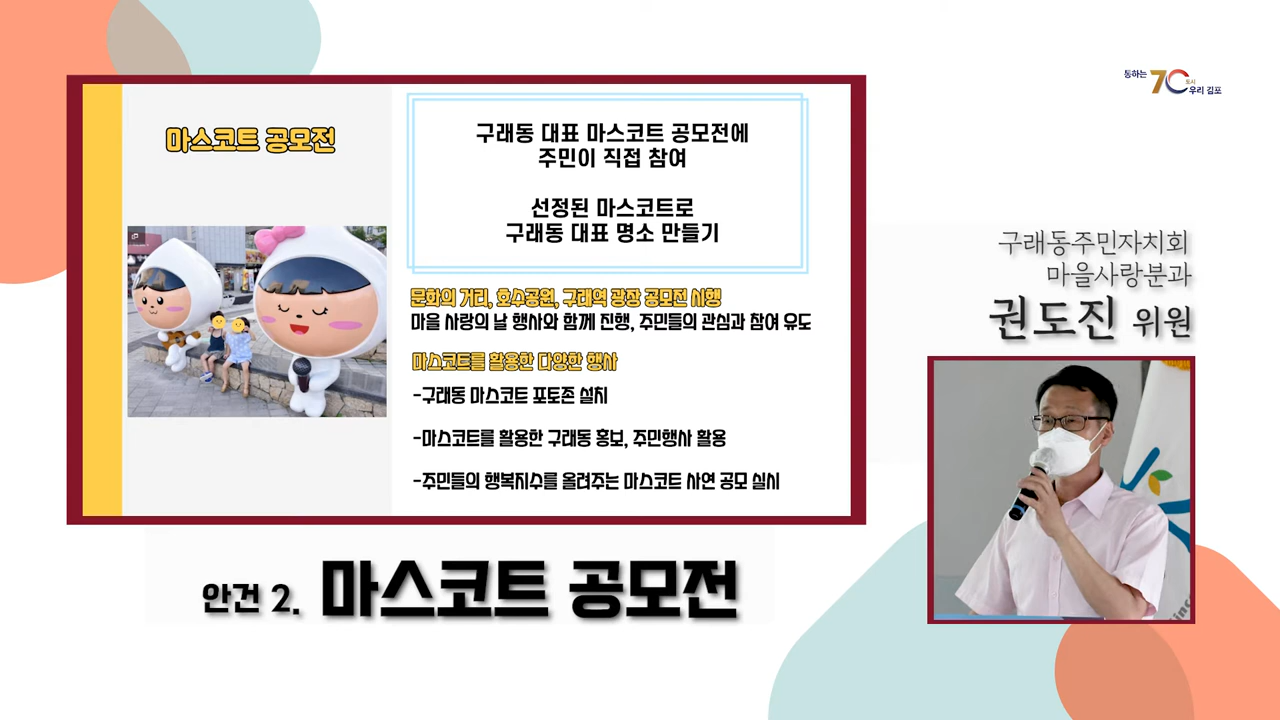 통하는 70도시 우리 김포
마스코트 공모전
구래동 대표 마스코트 공모전에
주민이 직접 참여
선정된 마스코트로
구래동 대표 명소 만들기
문화의 거리, 호수공원, 구래역 광장 공모전 시행
마을 사랑의 날 행사와 함께 진행, 주민들의 관심과 참여 유도
마스코트를 활용한 다양한 행사
-구래동 마스코트 포토존 설치
-마스코트를 활용한 구래동 홍보, 주민행사 활용
-주민들의 행복지수를 올려주는 마스코트 사연 공모 실시
안건 2. 마스코트 공모전
구래동주민자치회
마을사랑분과
권도진 위원